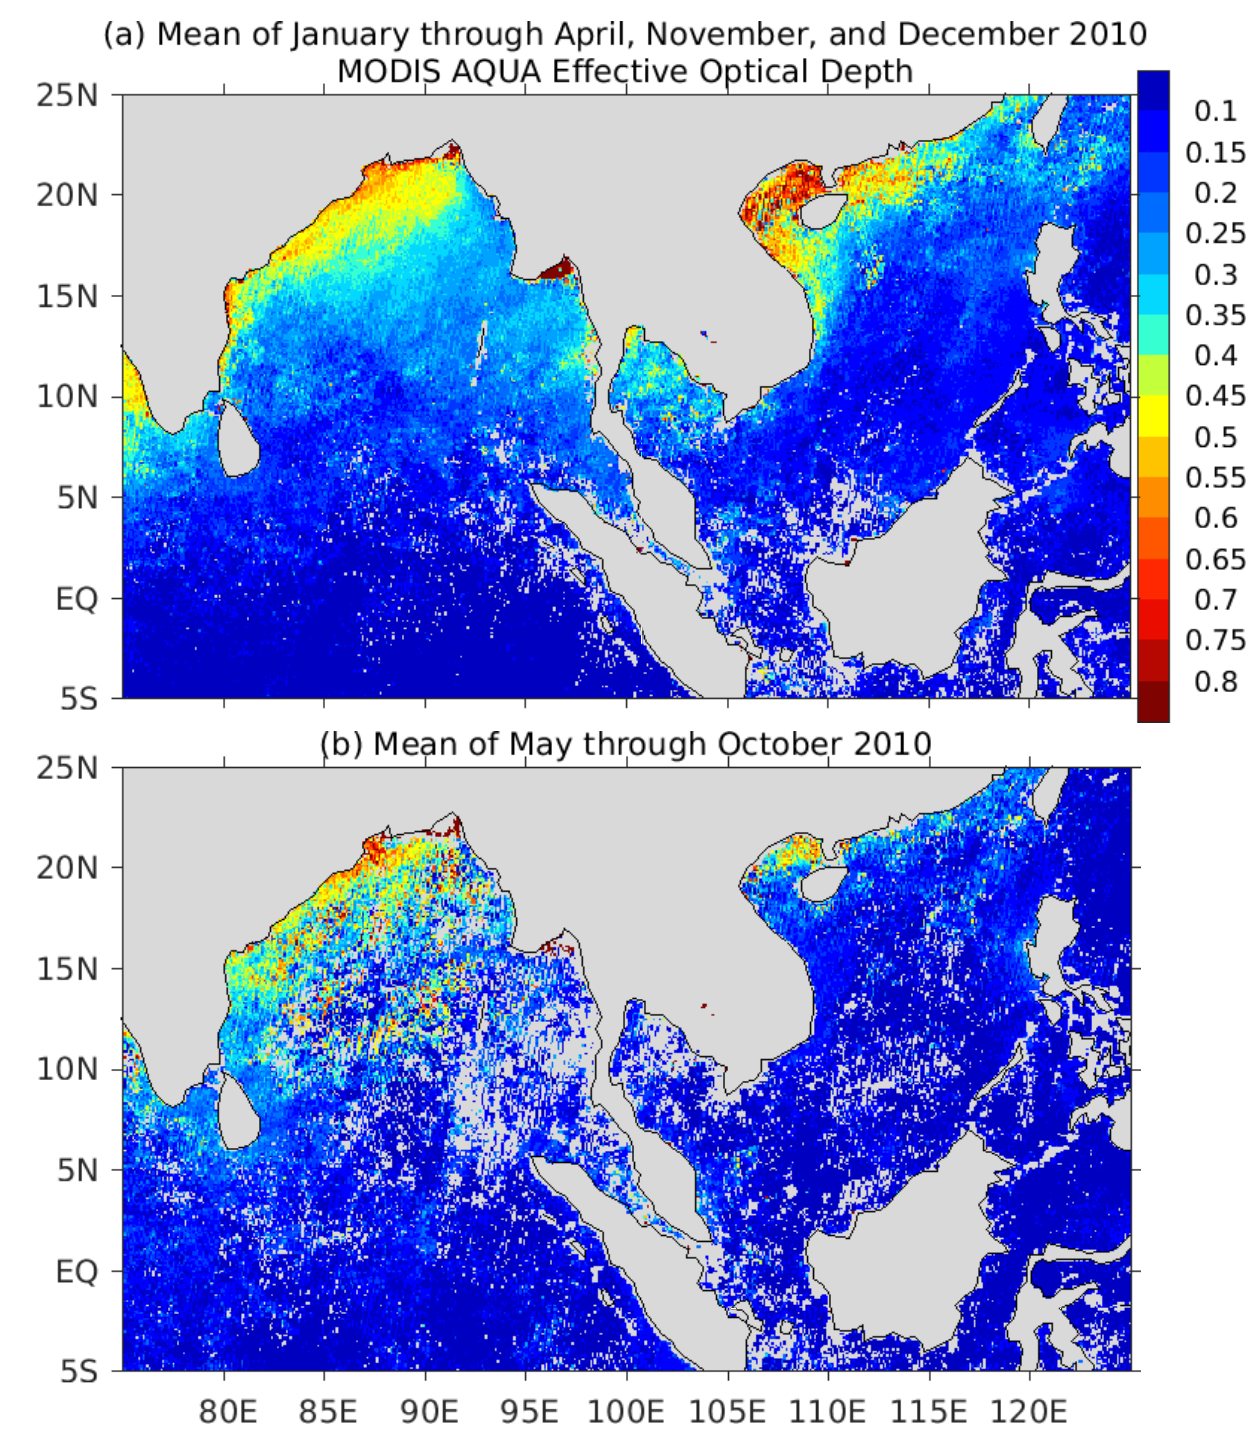 (a) Mean of January through April, November, and December 2010
MODIS AQUA Effective Optical Depth
25N
20N
15N
10N
5N
EQ
5S
0.1
0.15
0.2
0.25
0.3
0.35
0.4
0.45
0.5
0.55
0.6
0.65
0.7
0.75
0.8
(b) Mean of May through October 2010
25N
20N
15N
10N
5N
EQ
5S
80E 85E 90E 95E 100E 105E 110E 115E 120E